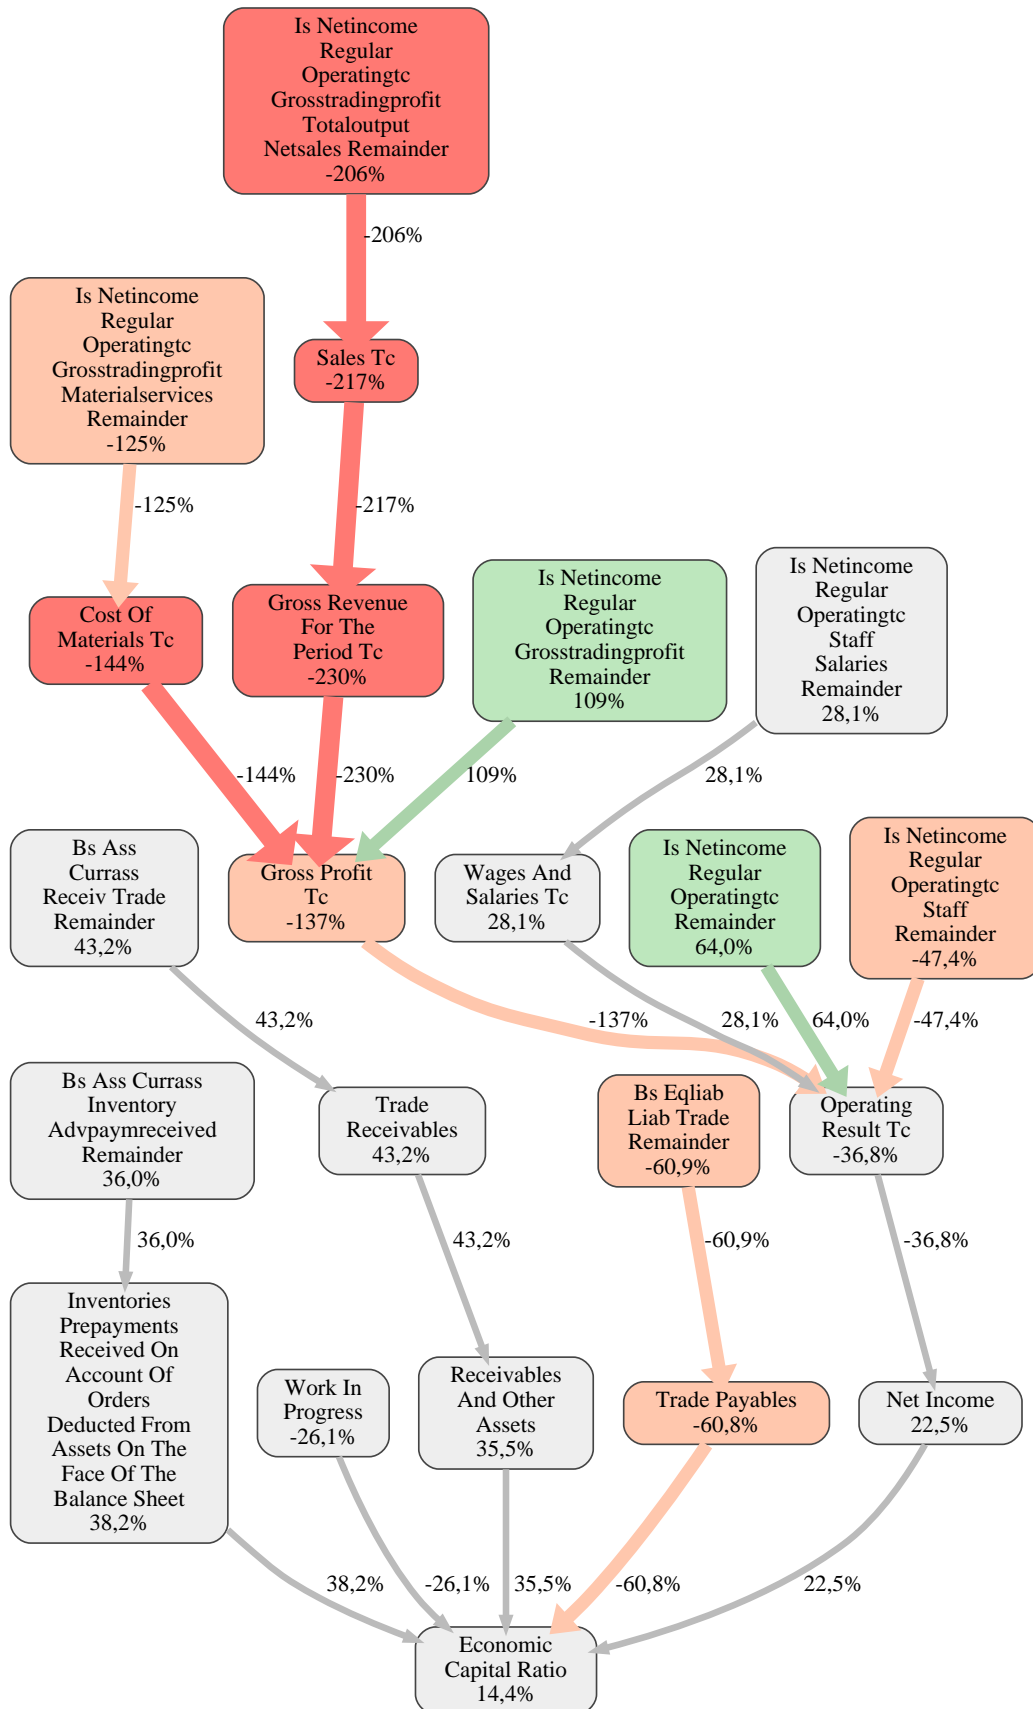 Is Netincome
Regular
Operatingtc
Grosstradingprofit
Totaloutput
Netsales Remainder
-206%
-206%
Is Netincome
Regular
Operatingtc
Grosstradingprofit
Materialservices
Remainder
-125%
Sales Tc
-217%
-125%
-217%
Cost Of
Materials Tc
-144%
Gross Revenue
For The
Period Tc
-230%
Is Netincome
Regular
Operatingtc
Grosstradingprofit
Remainder
109%
Is Netincome
Regular
Operatingtc
Staff
Salaries
Remainder
28,1%
-144%
-230%
109%
28,1%
Bs Ass
Currass
Receiv Trade
Remainder
43,2%
Gross Profit
Tc
-137%
Wages And
Salaries Tc
28,1%
Is Netincome
Regular
Operatingtc
Remainder
64,0%
Is Netincome
Regular
Operatingtc
Staff
Remainder
-47,4%
43,2%
-137%
28,1%
64,0%
-47,4%
Bs Ass Currass
Inventory
Advpaymreceived
Remainder
36,0%
Trade
Receivables
43,2%
Bs Eqliab
Liab Trade
Remainder
-60,9%
Operating
Result Tc
-36,8%
36,0%
43,2%
-60,9%
-36,8%
Inventories
Prepayments
Received On
Account Of
Orders
Deducted From
Assets On The
Face Of The
Balance Sheet
38,2%
Work In
Progress
-26,1%
Receivables
And Other
Assets
35,5%
Trade Payables
-60,8%
Net Income
22,5%
38,2%
-26,1%
35,5%
-60,8%
22,5%
Economic
Capital Ratio
14,4%